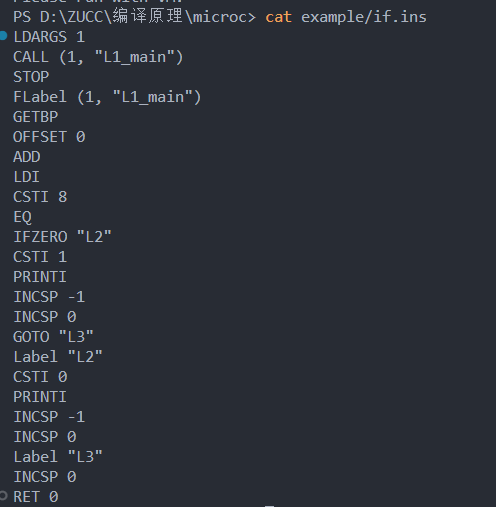 PS D:\ZUCC\编译原理\microc> cat example/if.ins
LDARGS 1
CALL (1, "L1_main")
STOP
FLabel (1, "L1_main")
GETBP
OFFSET 0
ADD
LDI
CSTI 8
EQ
IFZERO "L2"
CSTI 1
PRINTI
INCSP -1
INCSP 0
GOTO "L3"
Label "L2"
CSTI 0
PRINTI
INCSP -1
INCSP 0
Label "L3"
INCSP 0
RET 0